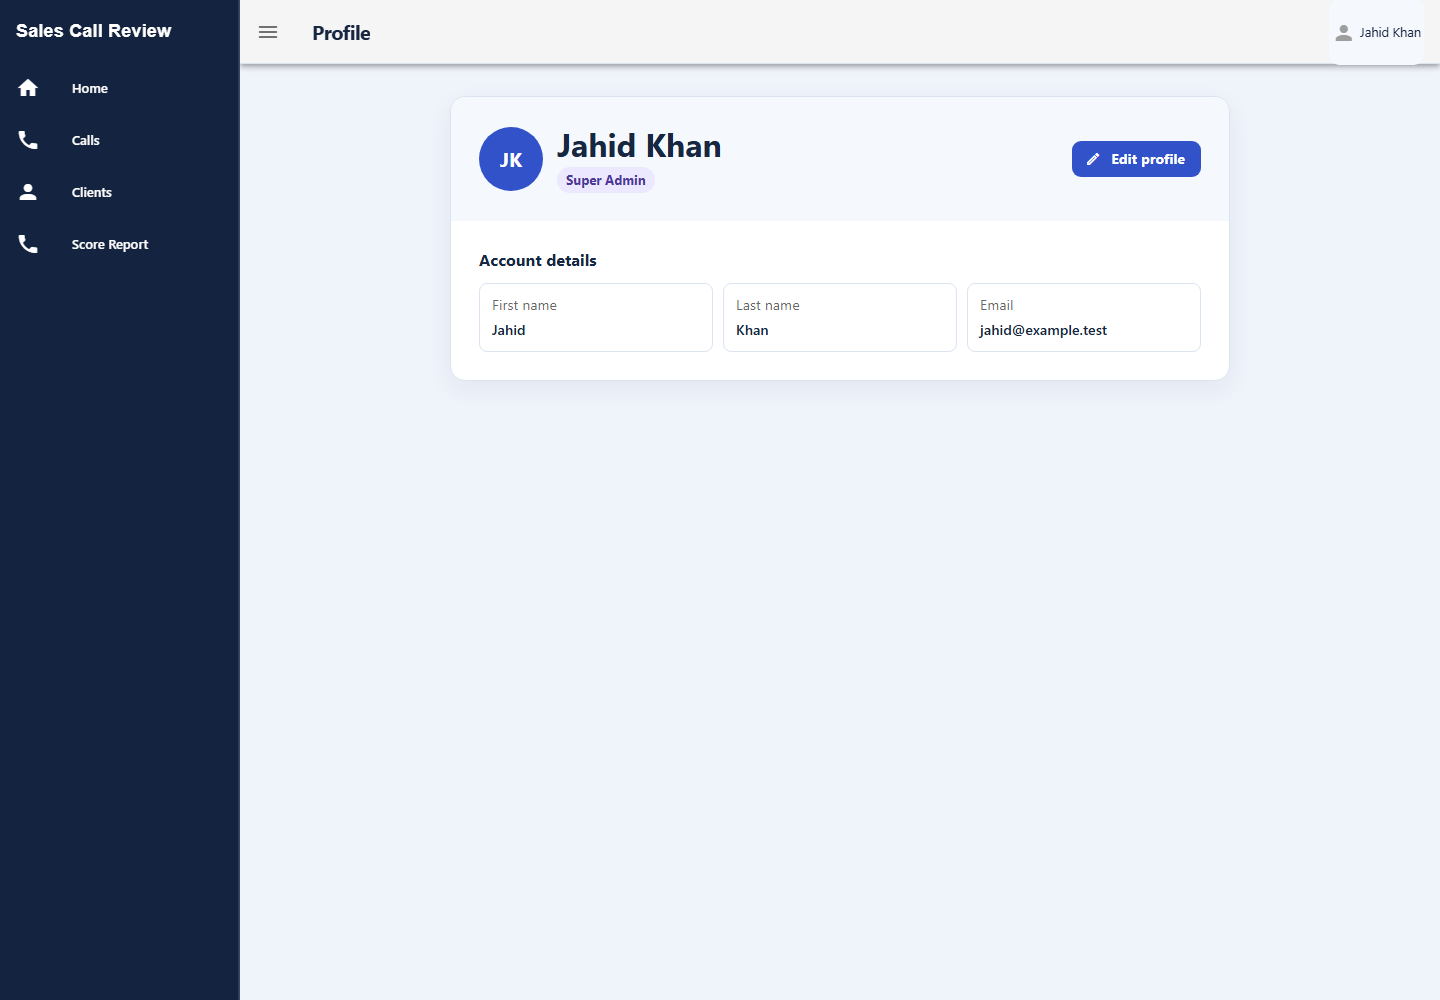 Sales Call Review
Home
Calls
Clients
Score Report
Profile
Jahid Khan
JK
Jahid Khan
Super Admin
Edit profile
Account details
First name
Jahid
Last name
Khan
Email
jahid@example.test